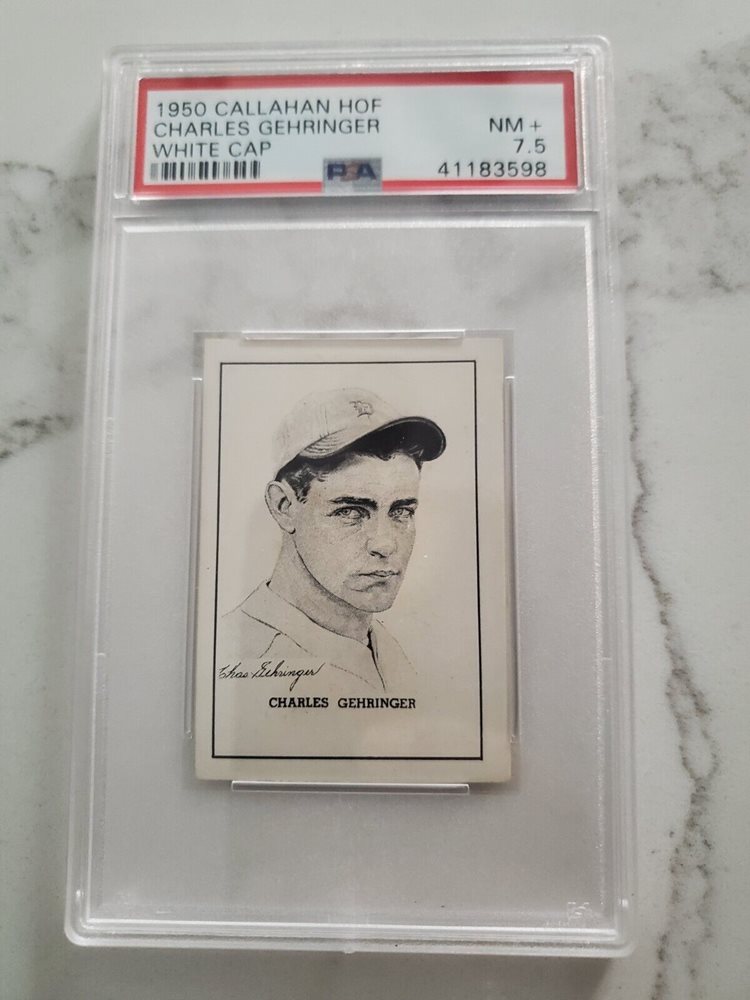 1950 CALLAHAN HOF
CHARLES GEHRINGER
NM +
WHITE CAP
7.5
PSA
41183598
D
Chas Gehringer
CHARLES GEHRINGER